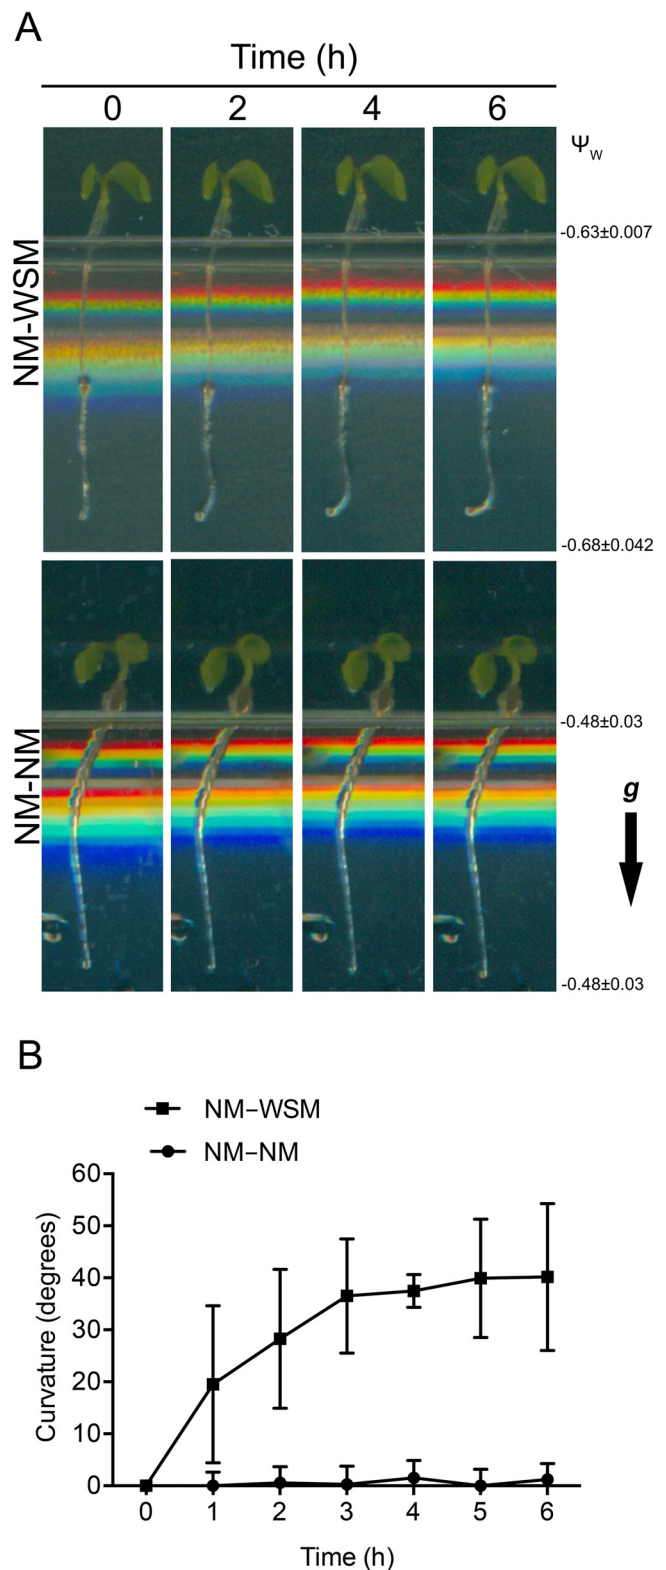 A
Time (h)
0 2 4 6
Ψw
NM-WSM
-0.63±0.007
-0.68±0.042
NM-NM
-0.48±0.03
g
-0.48±0.03
B
NM–WSM
NM–NM
Curvature (degrees)
60
50
40
30
20
10
0
0 1 2 3 4 5 6
Time (h)